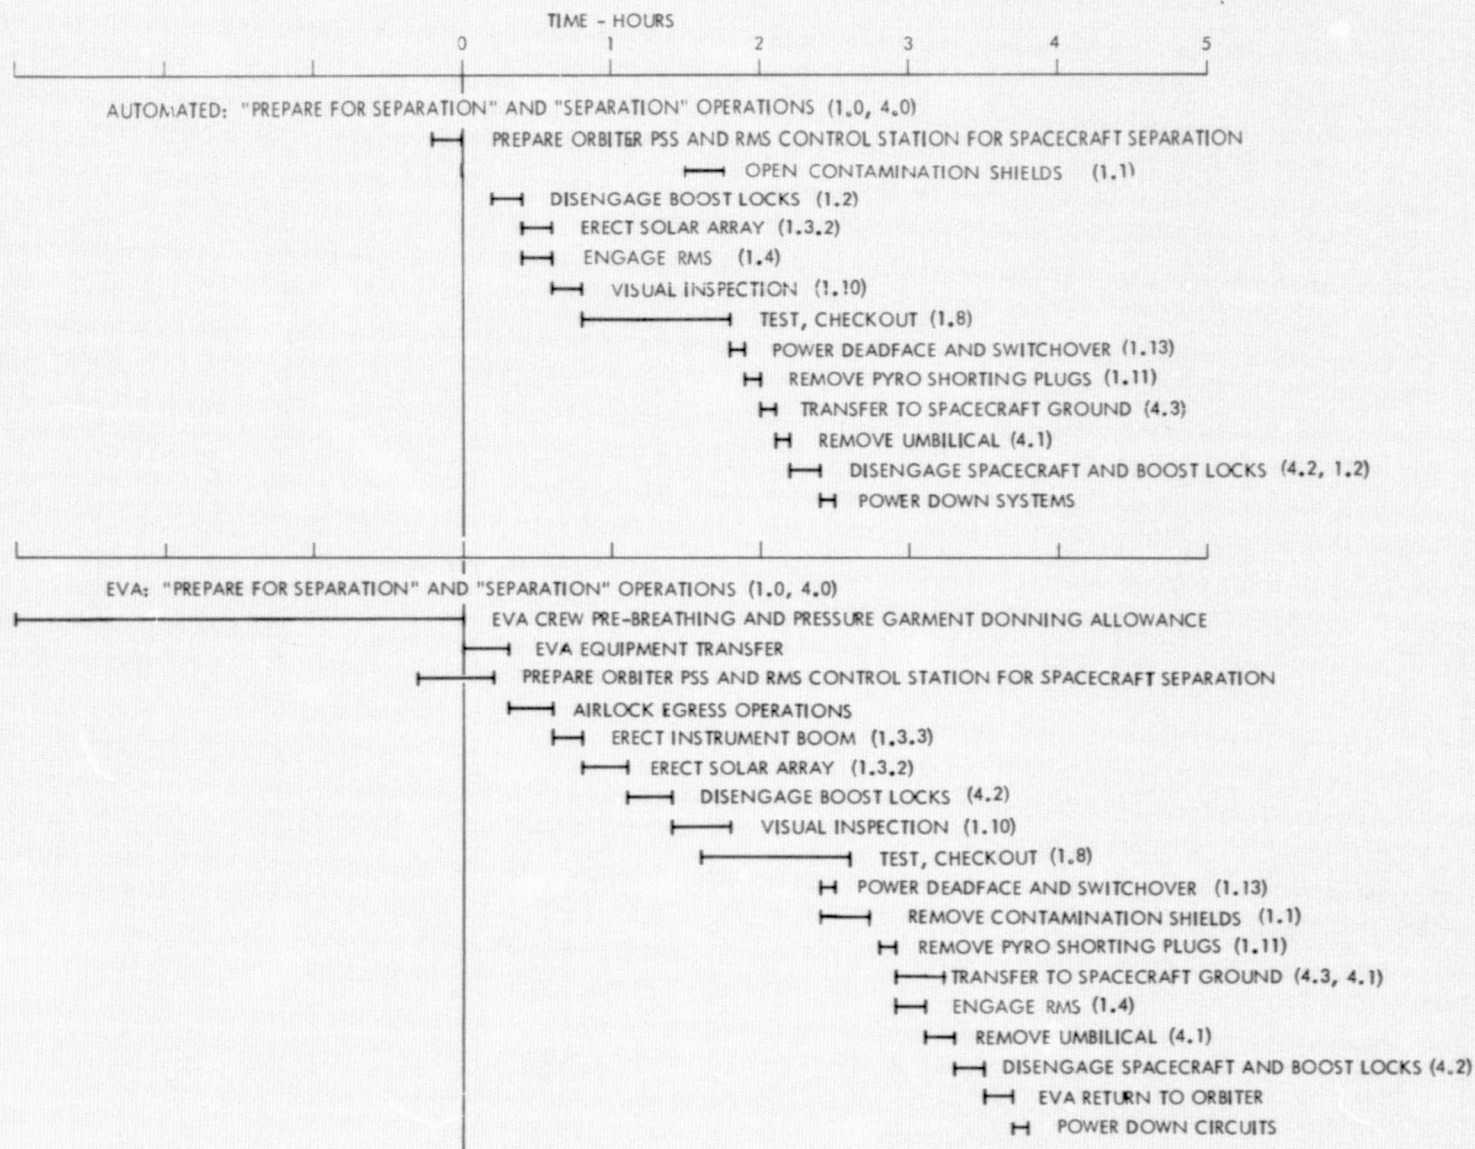 TIME - HOURS
0 1 2 3 4 5
AUTOMATED: "PREPARE FOR SEPARATION" AND "SEPARATION" OPERATIONS (1.0, 4.0)
PREPARE ORBITER PSS AND RMS CONTROL STATION FOR SPACECRAFT SEPARATION
OPEN CONTAMINATION SHIELDS (1.1)
DISENGAGE BOOST LOCKS (1.2)
ERECT SOLAR ARRAY (1.3.2)
ENGAGE RMS (1.4)
VISUAL INSPECTION (1.10)
TEST, CHECKOUT (1.8)
POWER DEADFACE AND SWITCHOVER (1.13)
REMOVE PYRO SHORTING PLUGS (1.11)
TRANSFER TO SPACECRAFT GROUND (4.3)
REMOVE UMBILICAL (4.1)
DISENGAGE SPACECRAFT AND BOOST LOCKS (4.2, 1.2)
POWER DOWN SYSTEMS
EVA: "PREPARE FOR SEPARATION" AND "SEPARATION" OPERATIONS (1.0, 4.0)
EVA CREW PRE-BREATHING AND PRESSURE GARMENT DONNING ALLOWANCE
EVA EQUIPMENT TRANSFER
PREPARE ORBITER PSS AND RMS CONTROL STATION FOR SPACECRAFT SEPARATION
AIRLOCK EGRESS OPERATIONS
ERECT INSTRUMENT BOOM (1.3.3)
ERECT SOLAR ARRAY (1.3.2)
DISENGAGE BOOST LOCKS (4.2)
VISUAL INSPECTION (1.10)
TEST, CHECKOUT (1.8)
POWER DEADFACE AND SWITCHOVER (1.13)
REMOVE CONTAMINATION SHIELDS (1.1)
REMOVE PYRO SHORTING PLUGS (1.11)
TRANSFER TO SPACECRAFT GROUND (4.3, 4.1)
ENGAGE RMS (1.4)
REMOVE UMBILICAL (4.1)
DISENGAGE SPACECRAFT AND BOOST LOCKS (4.2)
EVA RETURN TO ORBITER
POWER DOWN CIRCUITS